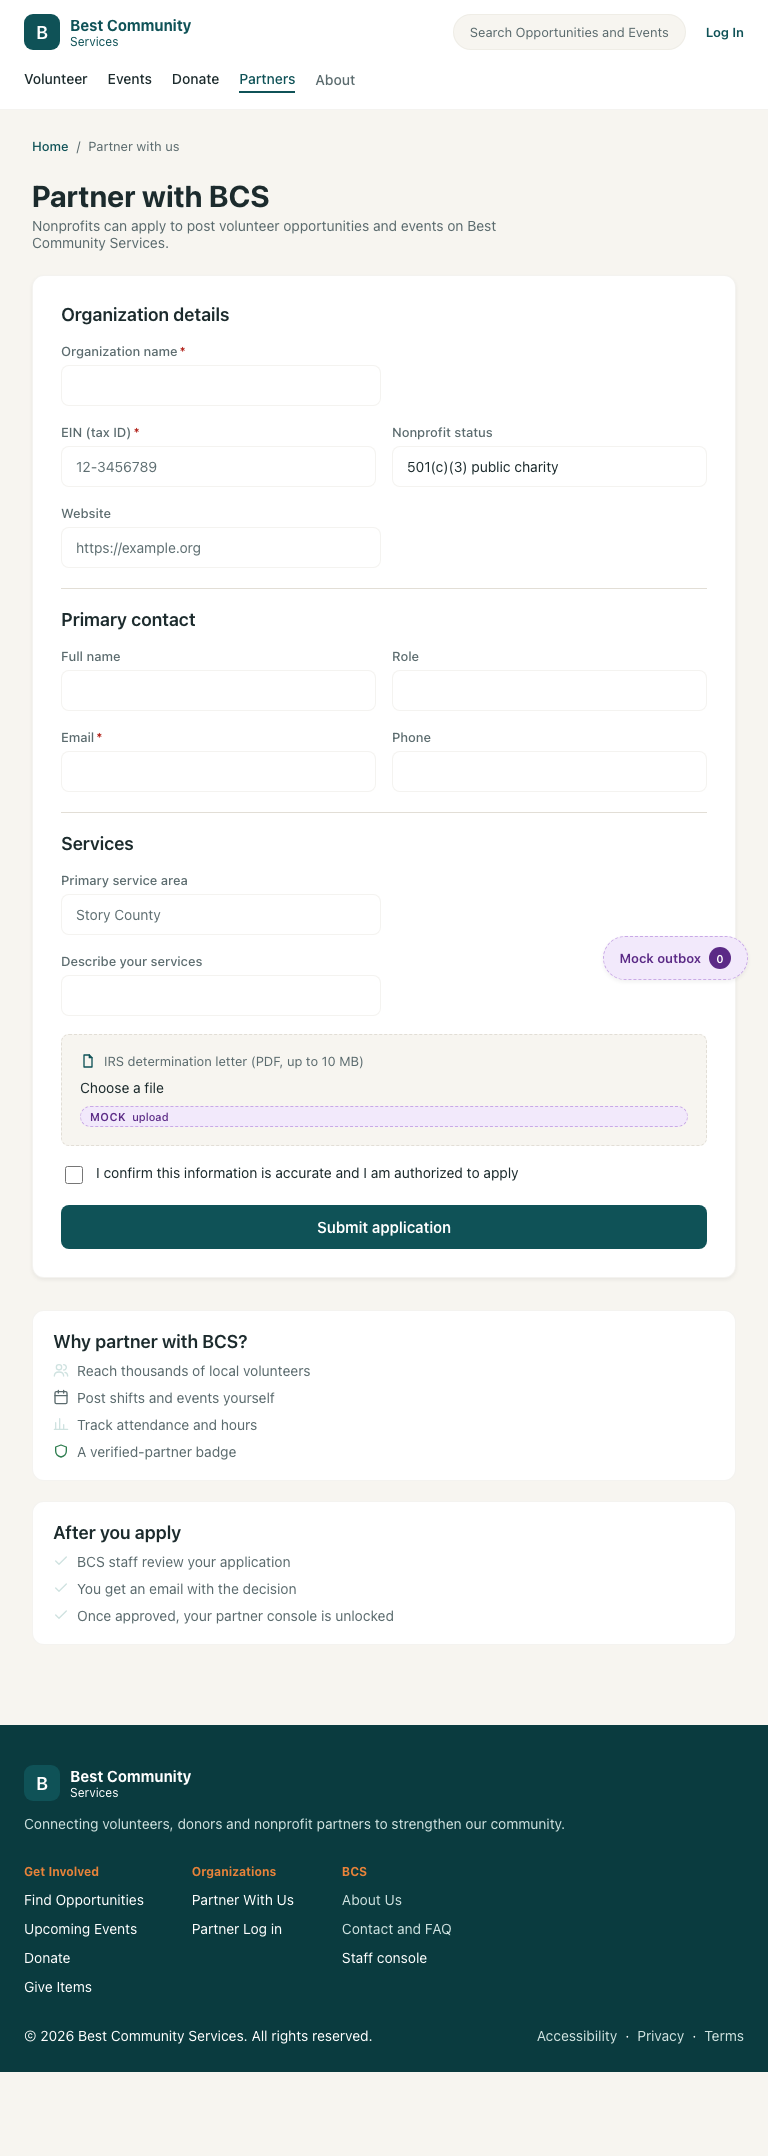 B
Best Community
Services
Search Opportunities and Events
Log In
Volunteer Events Donate Partners About
Home / Partner with us
Partner with BCS
Nonprofits can apply to post volunteer opportunities and events on Best
Community Services.
Organization details
Organization name *
EIN (tax ID) * Nonprofit status
12-3456789 501(c)(3) public charity
Website
https://example.org
Primary contact
Full name Role
Email * Phone
Services
Primary service area
Story County
Mock outbox 0
Describe your services
IRS determination letter (PDF, up to 10 MB)
Choose a file
MOCK upload
I confirm this information is accurate and I am authorized to apply
Submit application
Why partner with BCS?
Reach thousands of local volunteers
Post shifts and events yourself
Track attendance and hours
A verified-partner badge
After you apply
BCS staff review your application
You get an email with the decision
Once approved, your partner console is unlocked
B
Best Community
Services
Connecting volunteers, donors and nonprofit partners to strengthen our community.
Get Involved Organizations BCS
Find Opportunities Partner With Us About Us
Upcoming Events Partner Log in Contact and FAQ
Donate Staff console
Give Items
© 2026 Best Community Services. All rights reserved. Accessibility · Privacy · Terms